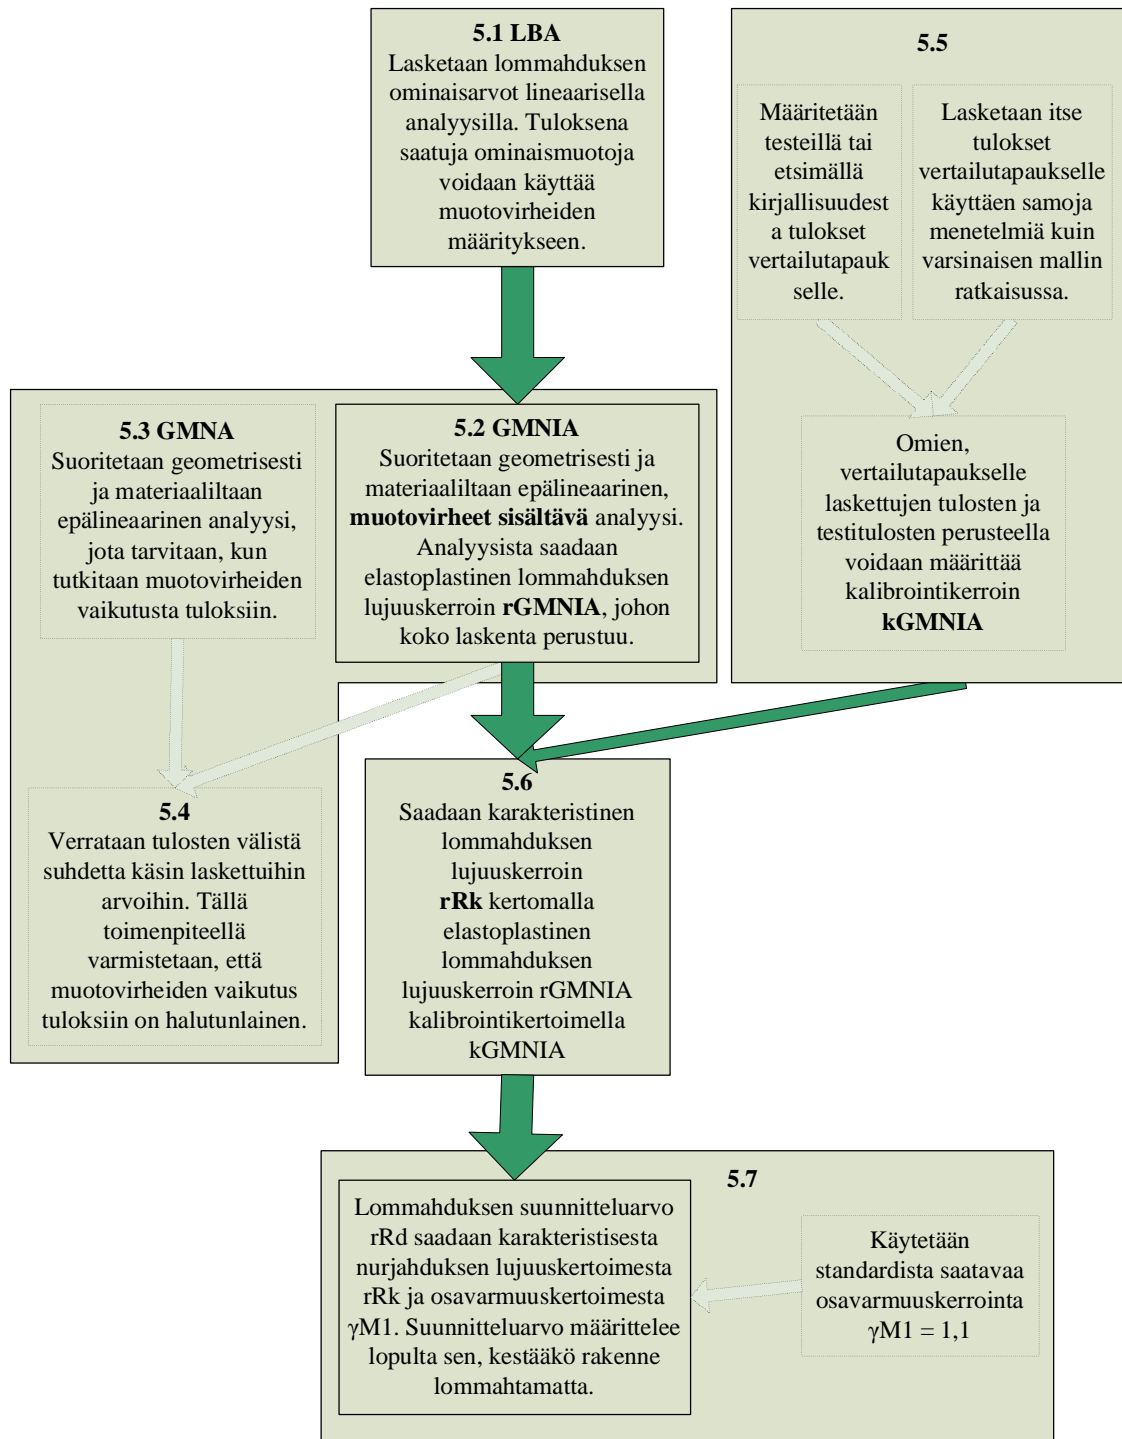 5.1 LBA
Lasketaan lommahduksen
ominaisarvot lineaarisella
analyysilla. Tuloksena
saatuja ominaismuotoja
voidaan käyttää
muotovirheiden
määritykseen.
5.5
Määritetään
testeillä tai
etsimällä
kirjallisuudest
a tulokset
vertailutapauk
selle.
Lasketaan itse
tulokset
vertailutapaukselle
käyttäen samoja
menetelmiä kuin
varsinaisen mallin
ratkaisussa.
Omien,
vertailutapaukselle
laskettujen tulosten ja
testitulosten perusteella
voidaan määrittää
kalibrointikerroin
kGMNIA
5.3 GMNA
Suoritetaan geometrisesti
ja materiaaliltaan
epälineaarinen analyysi,
jota tarvitaan, kun
tutkitaan muotovirheiden
vaikutusta tuloksiin.
5.2 GMNIA
Suoritetaan geometrisesti ja
materiaaliltaan epälineaarinen,
muotovirheet sisältävä analyysi.
Analyysista saadaan
elastoplastinen lommahduksen
lujuuskerroin rGMNIA, johon
koko laskenta perustuu.
5.4
Verrataan tulosten välistä
suhdetta käsin laskettuihin
arvoihin. Tällä
toimenpiteellä
varmistetaan, että
muotovirheiden vaikutus
tuloksiin on halutunlainen.
5.6
Saadaan karakteristinen
lommahduksen
lujuuskerroin
rRk kertomalla
elastoplastinen
lommahduksen
lujuuskerroin rGMNIA
kalibrointikertoimella
kGMNIA
5.7
Lommahduksen suunnitteluarvo
rRd saadaan karakteristisesta
nurjahduksen lujuuskertoimesta
rRk ja osavarmuuskertoimesta
γM1. Suunnitteluarvo määrittelee
lopulta sen, kestääkö rakenne
lommahtamatta.
Käytetään
standardista saatavaa
osavarmuuskerrointa
γM1 = 1,1